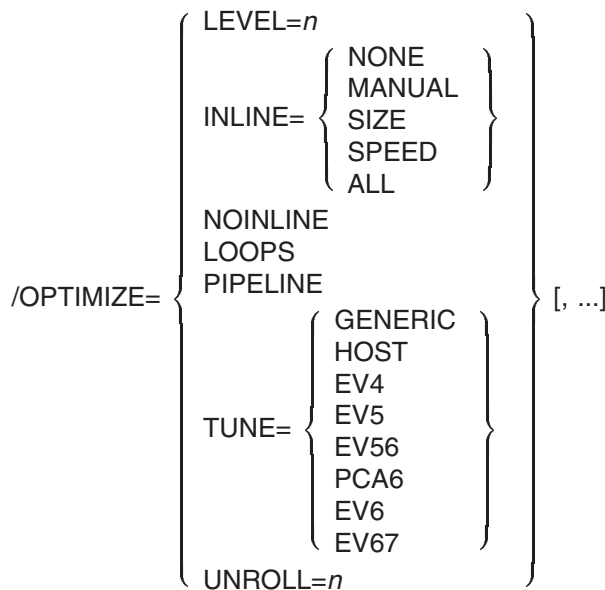 LEVEL=n
NONE
MANUAL
INLINE= SIZE
SPEED
ALL
NOINLINE
LOOPS
PIPELINE
/OPTIMIZE= [, ...]
GENERIC
HOST
EV4
EV5
TUNE= EV56
PCA6
EV6
EV67
UNROLL=n